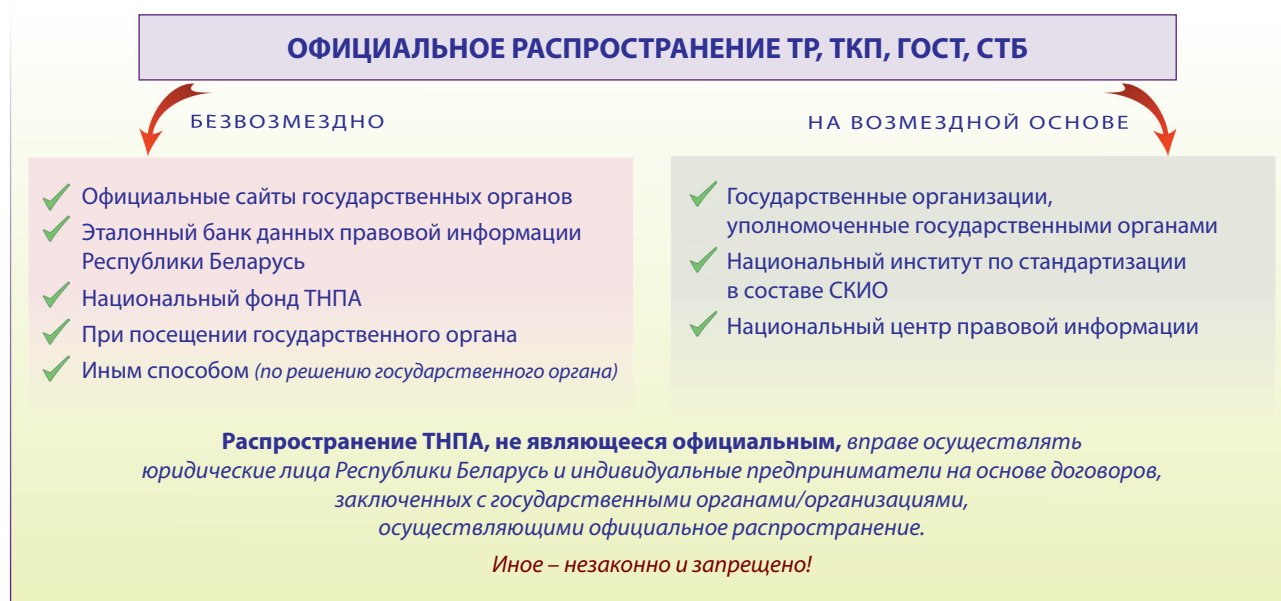 ОФИЦИАЛЬНОЕ РАСПРОСТРАНЕНИЕ ТР, ТКП, ГОСТ, СТБ
БЕЗВОЗМЕЗДНО
Официальные сайты государственных органов
Эталонный банк данных правовой информации
Республики Беларусь
Национальный фонд ТНПА
При посещении государственного органа
Иным способом (по решению государственного органа)
НА ВОЗМЕЗДНОЙ ОСНОВЕ
Государственные организации,
уполномоченные государственными органами
Национальный институт по стандартизации
в составе СКИО
Национальный центр правовой информации
Распространение ТНПА, не являющееся официальным, вправе осуществлять
юридические лица Республики Беларусь и индивидуальные предприниматели на основе договоров,
заключенных с государственными органами/организациями,
осуществляющими официальное распространение.
Иное – незаконно и запрещено!